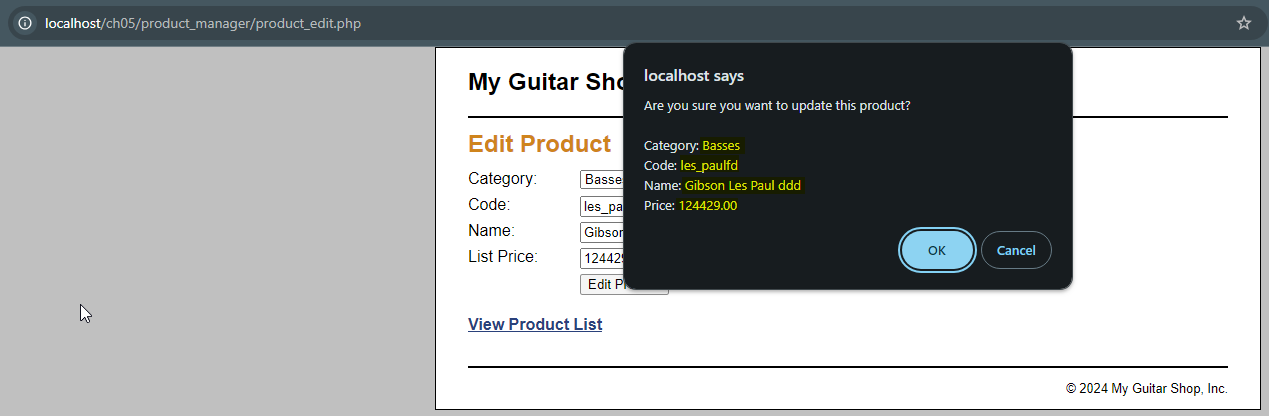 localhost/ch05/product_manager/product_edit.php
My Guitar Sho
localhost says
Are you sure you want to update this product?
Category: Basses
Code: les_paulfd
Name: Gibson Les Paul ddd
Price: 124429.00
OK
Cancel
Edit Product
Category:
Basses
Code:
les_pa
Name:
Gibson
List Price:
12442
Edit P
View Product List
© 2024 My Guitar Shop, Inc.